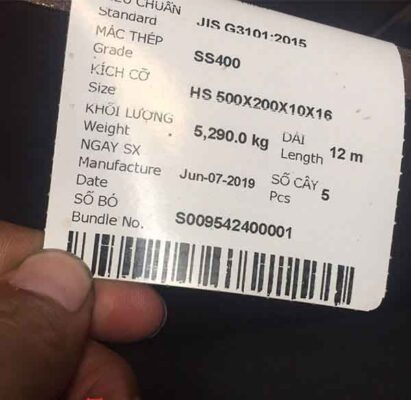 CHUẨN
Standard JIS G3101:2015
MÁC THÉP
Grade SS400
KÍCH CỠ
Size HS 500X200X10X16
KHỐI LƯỢNG
Weight 5,290.0 kg DÀI
Length 12 m
NGAY SX
Manufacture
Date Jun-07-2019 SỐ CÂY
Pcs 5
SỐ BÓ
Bundle No. S009542400001